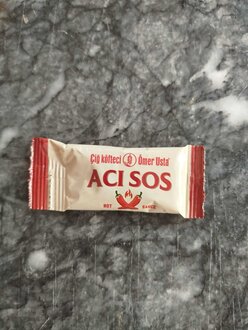 Çiğ köfteci Ömer Usta
ACI SOS
HOT SAUCE